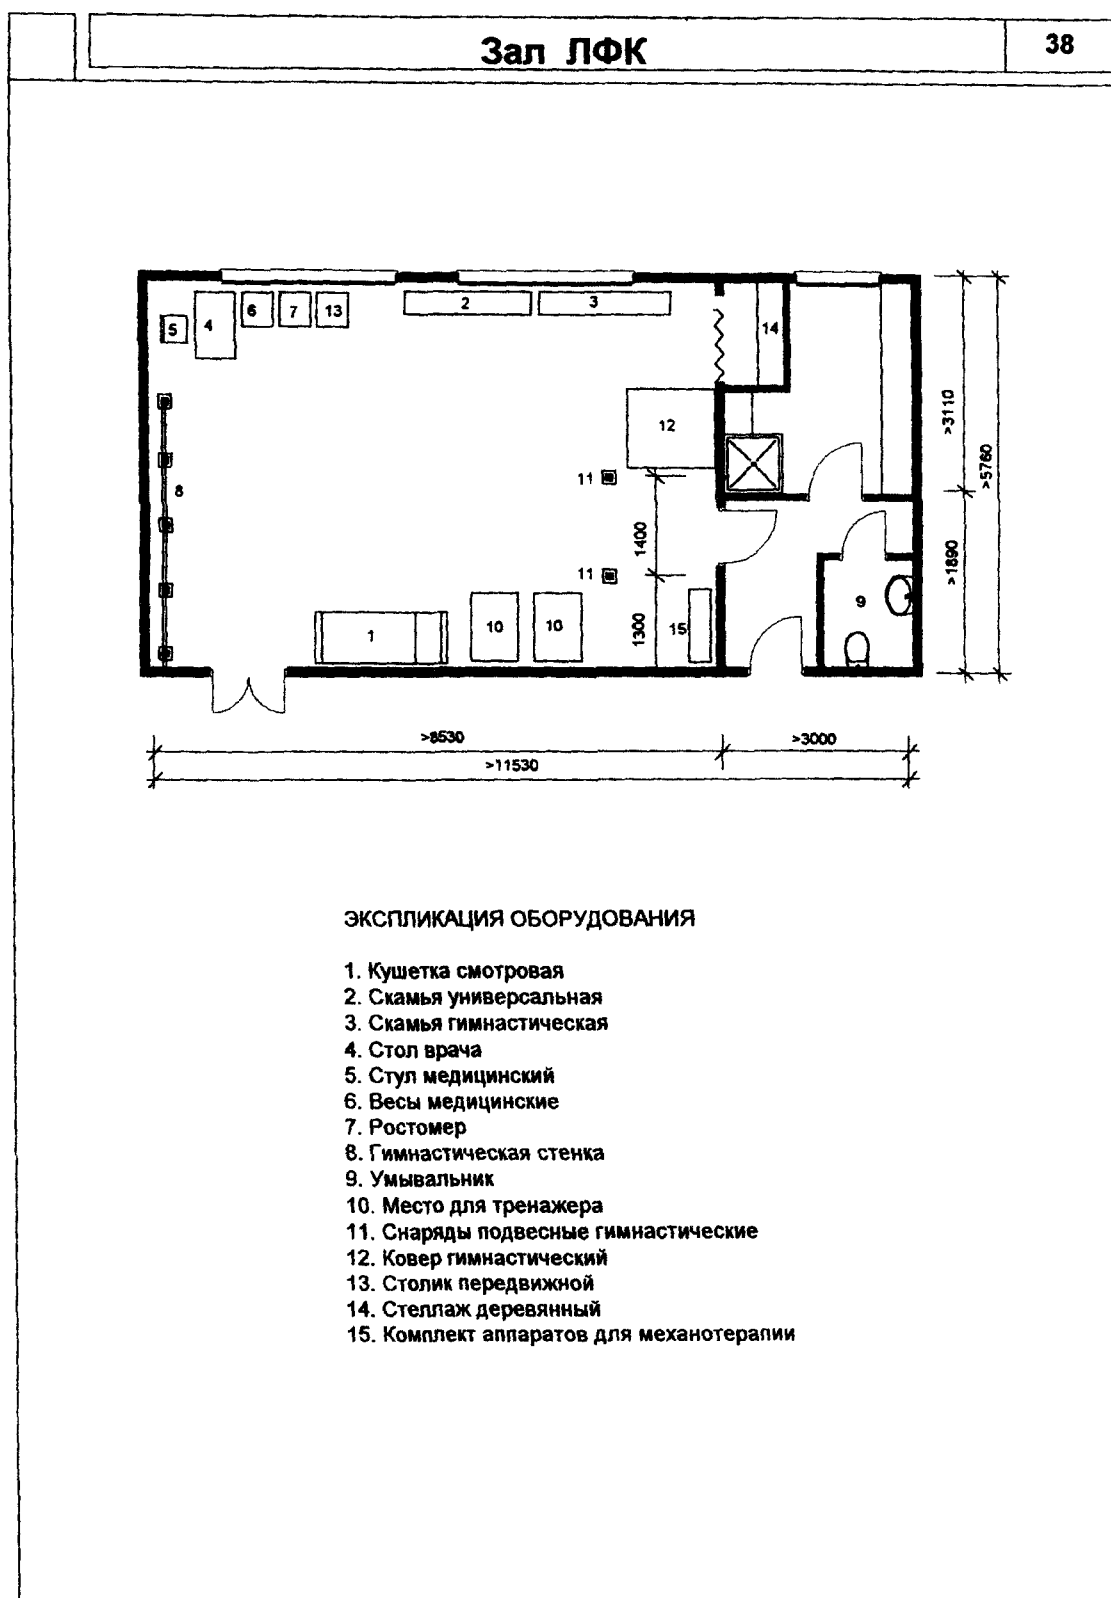 Зал ЛФК
38
2
3
6
7
13
4
5
14
12
>3110
>5760
11
8
1400
>1890
11
9
10
10
15
1300
1
>8530
>3000
>11530
ЭКСПЛИКАЦИЯ ОБОРУДОВАНИЯ
1. Кушетка смотровая
2. Скамья универсальная
3. Скамья гимнастическая
4. Стол врача
5. Стул медицинский
6. Весы медицинские
7. Ростомер
8. Гимнастическая стенка
9. Умывальник
10. Место для тренажера
11. Снаряды подвесные гимнастические
12. Ковер гимнастический
13. Столик передвижной
14. Стеллаж деревянный
15. Комплект аппаратов для механотерапии